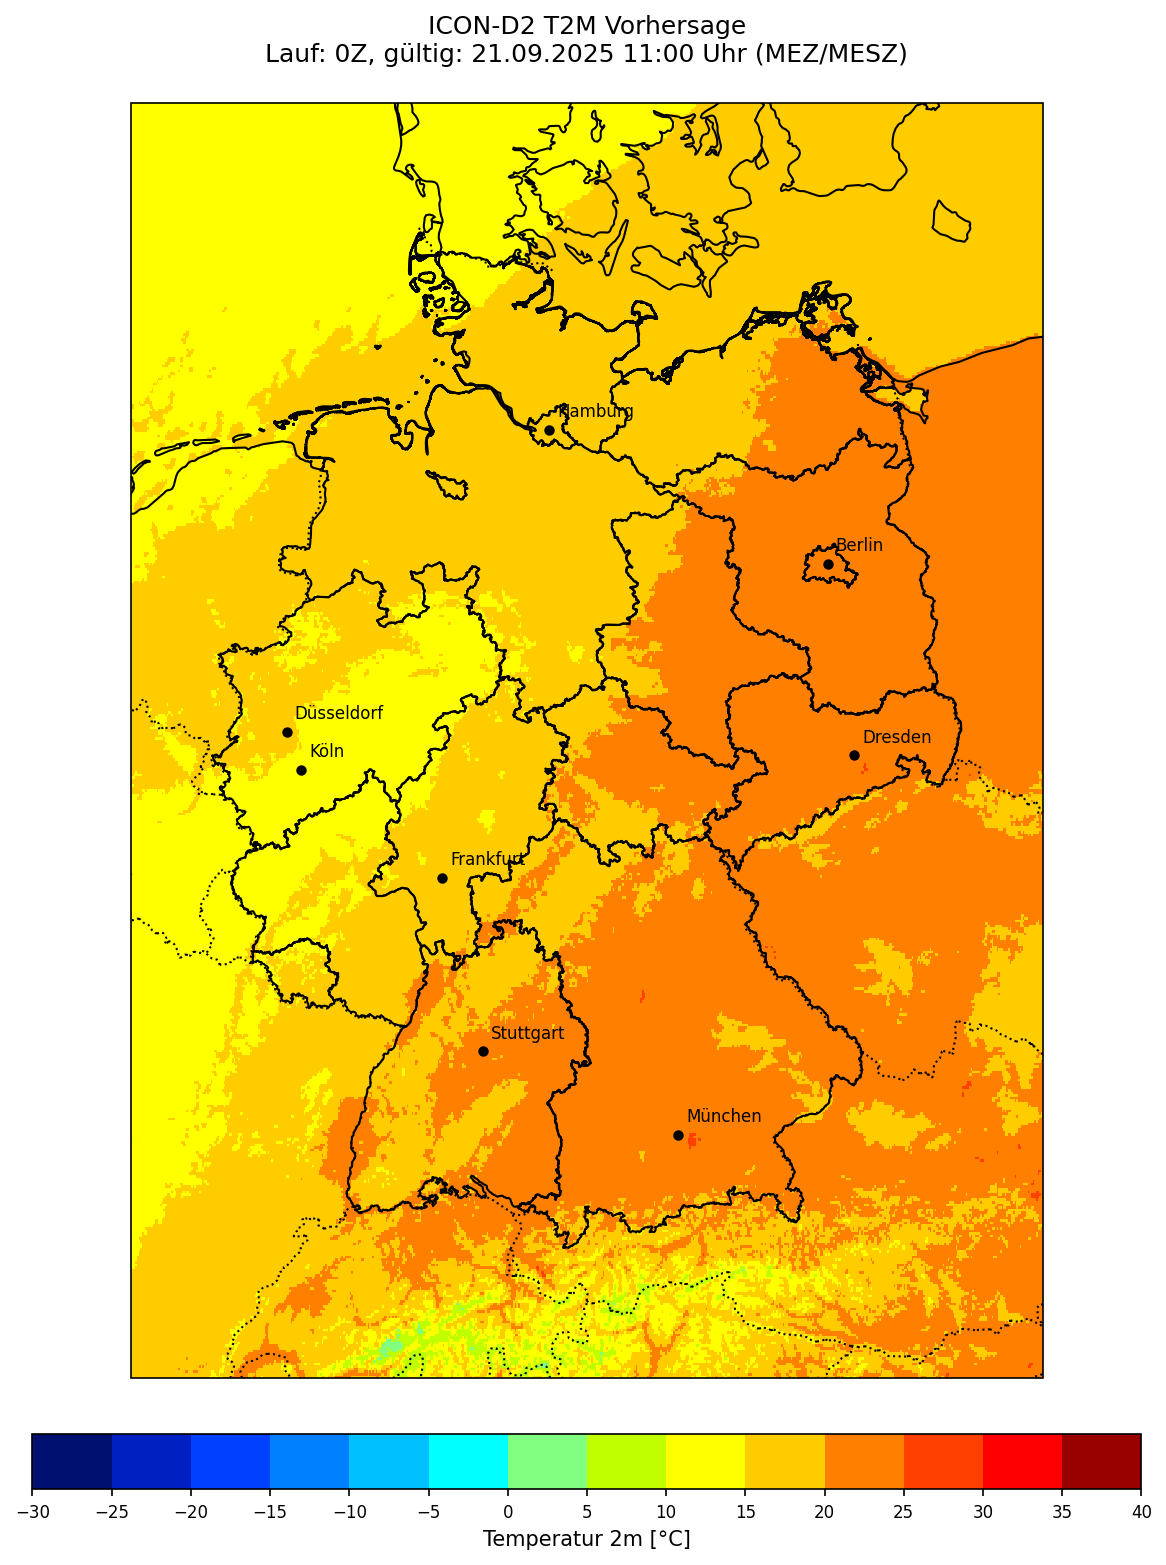 ICON-D2 T2M Vorhersage
Lauf: 0Z, gültig: 21.09.2025 11:00 Uhr (MEZ/MESZ)
Hamburg
Berlin
Düsseldorf
Dresden
Köln
Frankfurt
Stuttgart
München
−30 −25 −20 −15 −10 −5 0 5 10 15 20 25 30 35 40
Temperatur 2m [°C]